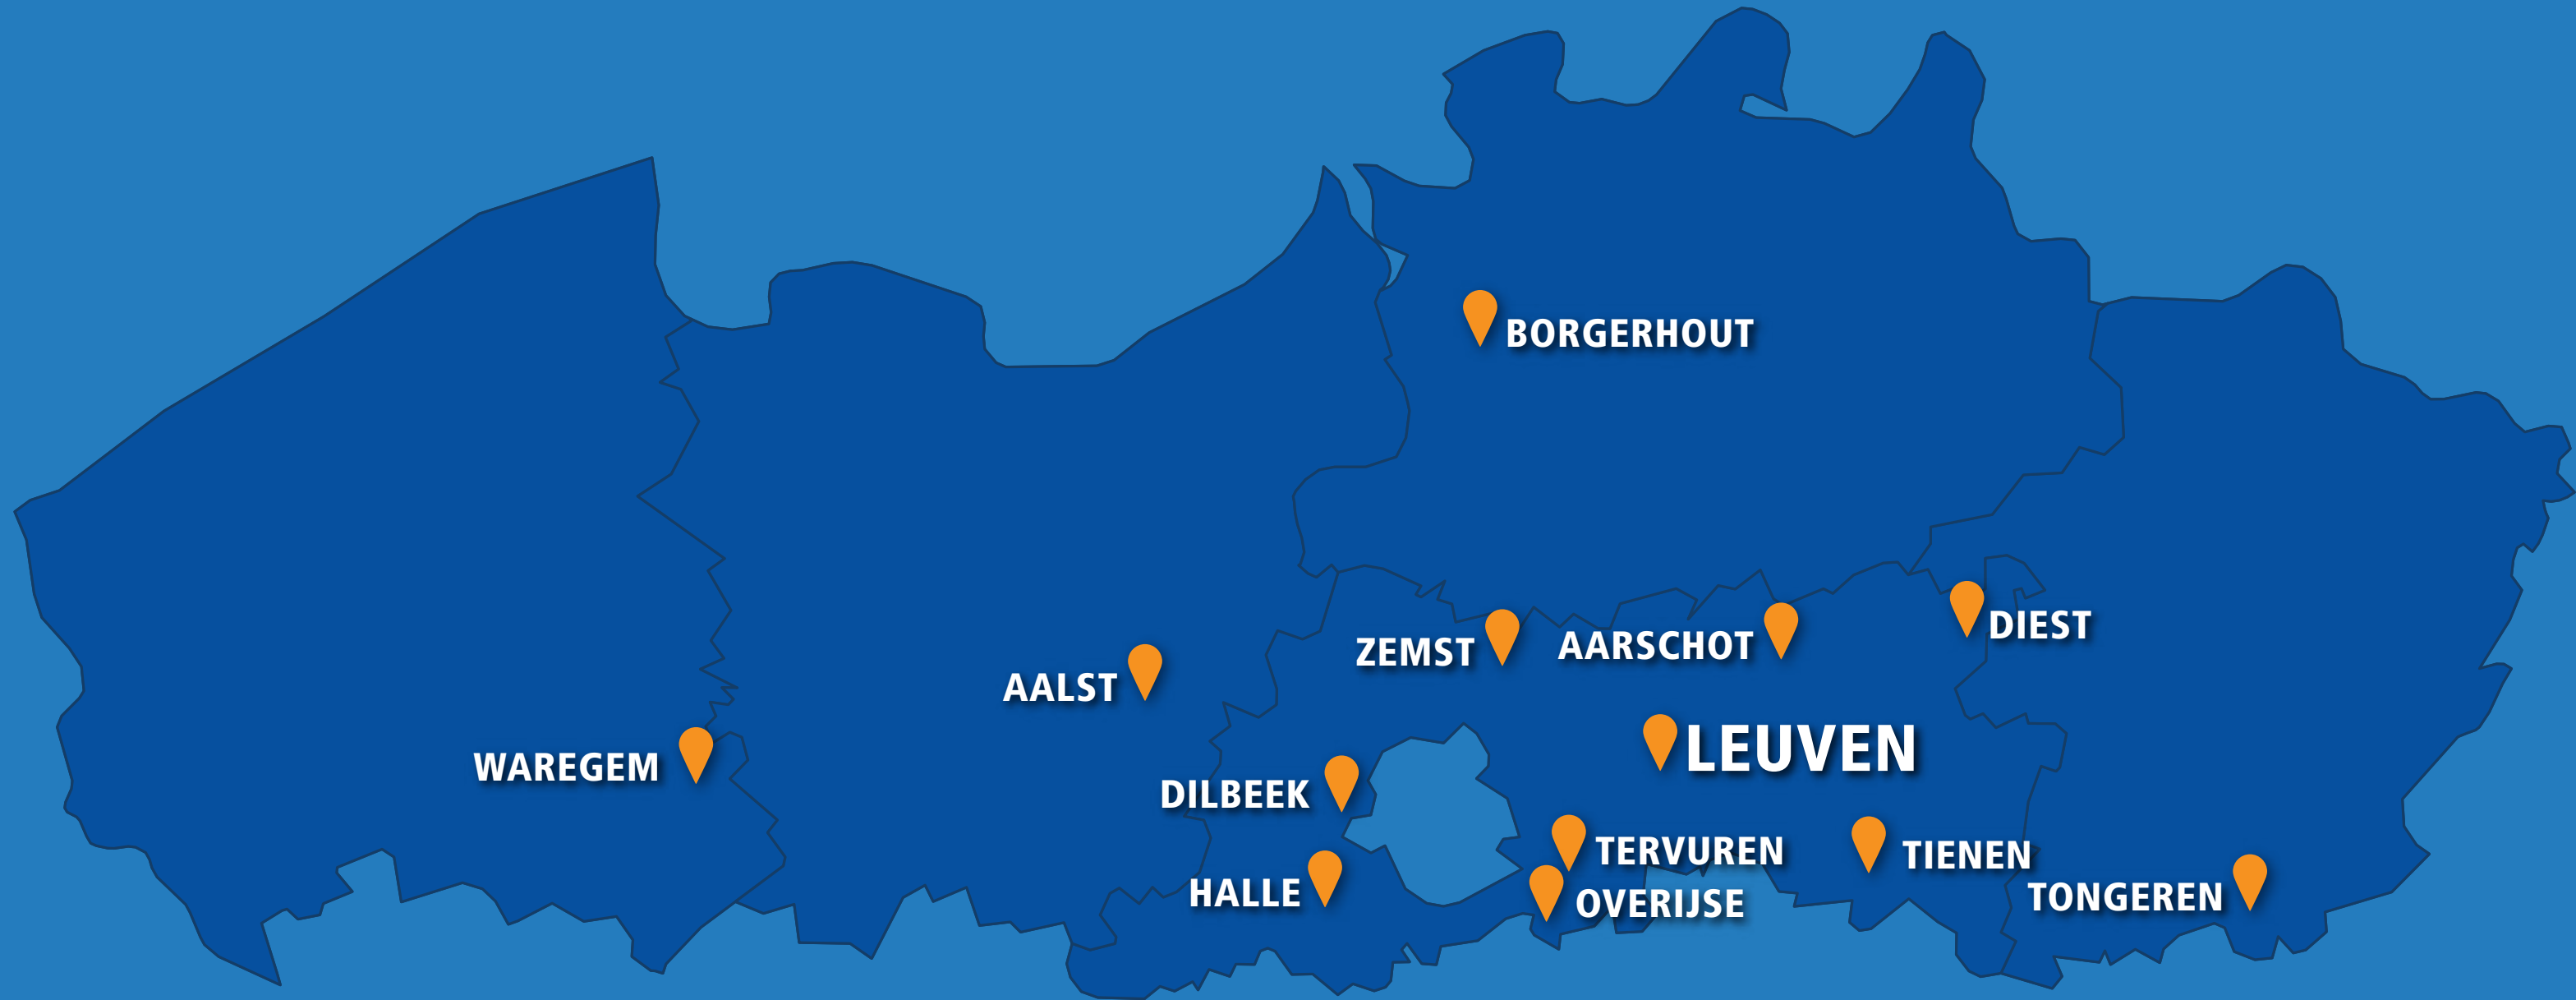 BORGERHOUT
DIEST
ZEMST
AARSCHOT
AALST
LEUVEN
WAREGEM
DILBEEK
TERVUREN
TIENEN
HALLE
OVERIJSE
TONGEREN